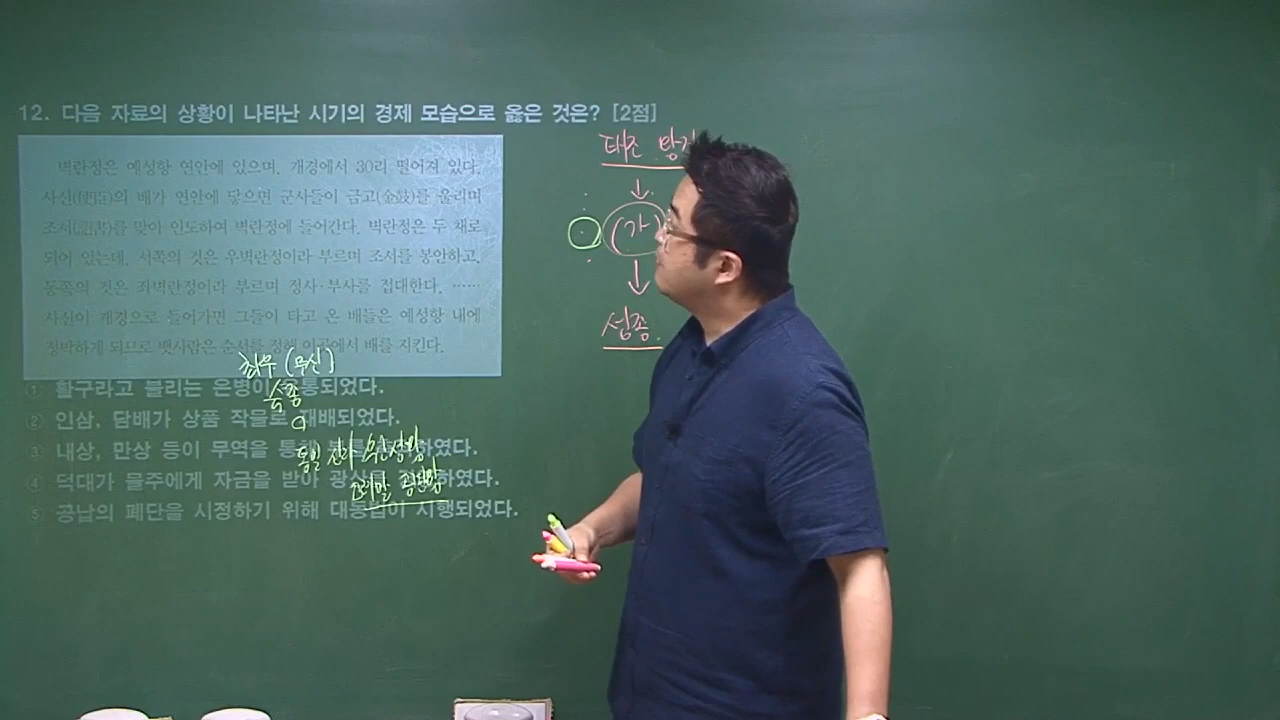 12. 다음 자료의 상황이 나타난 시기의 경제 모습으로 옳은 것은? [2점]
벽란정은 예성항 연안에 있으며, 개경에서 30리 떨어져 있다.
사신(使臣)의 배가 연안에 닿으면 군사들이 금고(金鼓)를 울리며
조서(詔書)를 맞아 인도하여 벽란정에 들어간다. 벽란정은 두 채로
되어 있는데, 서쪽의 것은 우벽란정이라 부르며 조서를 봉안하고,
동쪽의 것은 좌벽란정이라 부르며 정사·부사를 접대한다. ……
사신이 개경으로 들어가면 그들이 타고 온 배들은 예성항 내에
정박하게 되므로 뱃사람은 순서를 정해 이곳에서 배를 지킨다.
① 활구라고 불리는 은병이 유통되었다.
② 인삼, 담배가 상품 작물로 재배되었다.
③ 내상, 만상 등이 무역을 통해 하였다.
④ 덕대가 물주에게 자금을 받아 하였다.
⑤ 공납의 폐단을 시정하기 위해 대동법이 시행되었다.
(무신)
숙종
통일 신라
태조
↓
(가)
↓
성종